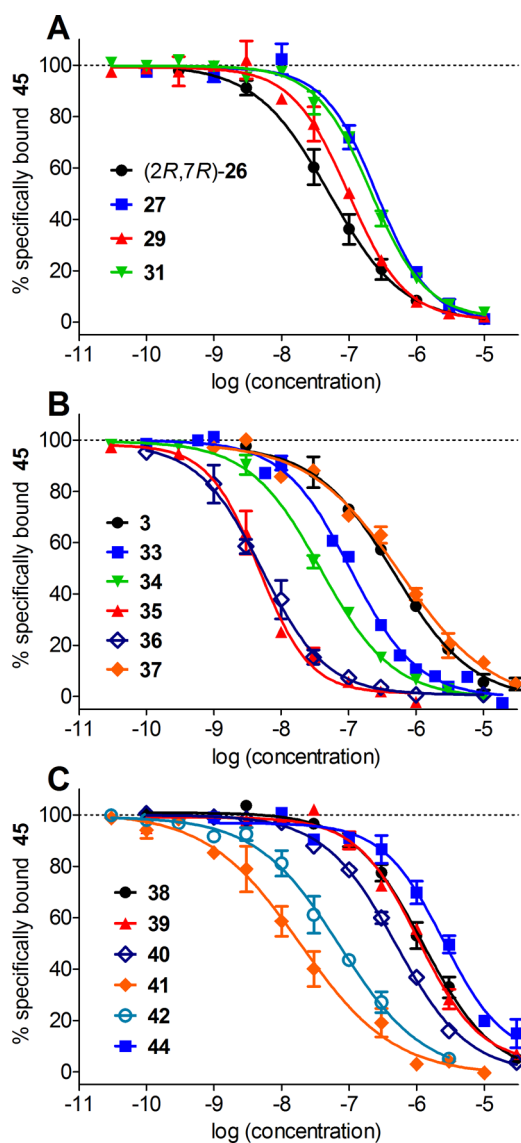 A
% specifically bound 45
100
80
60
40
20
0
(2R,7R)-26
27
29
31
-11 -10 -9 -8 -7 -6 -5
log (concentration)
B
% specifically bound 45
100
80
60
40
20
0
3
33
34
35
36
37
-11 -10 -9 -8 -7 -6 -5
log (concentration)
C
% specifically bound 45
100
80
60
40
20
0
38
39
40
41
42
44
-11 -10 -9 -8 -7 -6 -5
log (concentration)